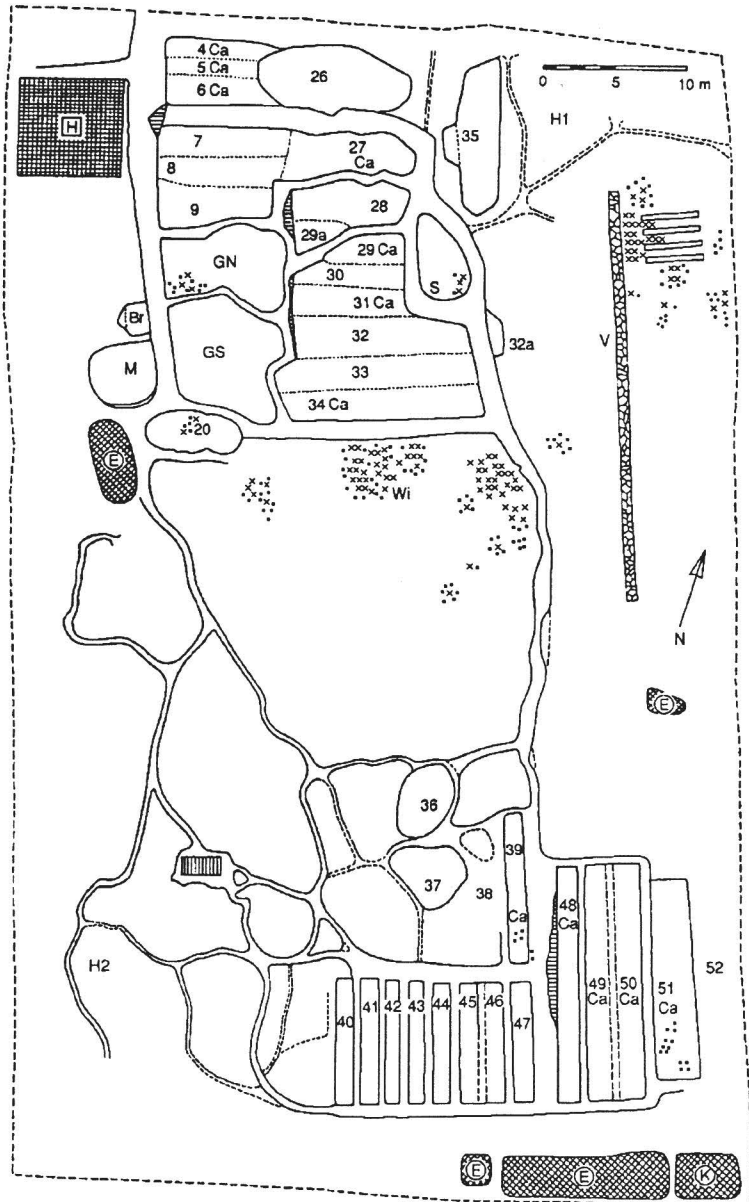 4 Ca
5 Ca
6 Ca
26
0 5 10 m
H
H1
35
7
27
Ca
8
9
28
29a
GN
29 Ca
30
S
31 Ca
Br
V
32
32a
GS
M
33
34 Ca
20
E
Wi
N
E
36
39
37
38
Ca
48
Ca
H2
49
Ca
50
Ca
51
Ca
52
40
41
42
43
44
45
46
47
E
E
K